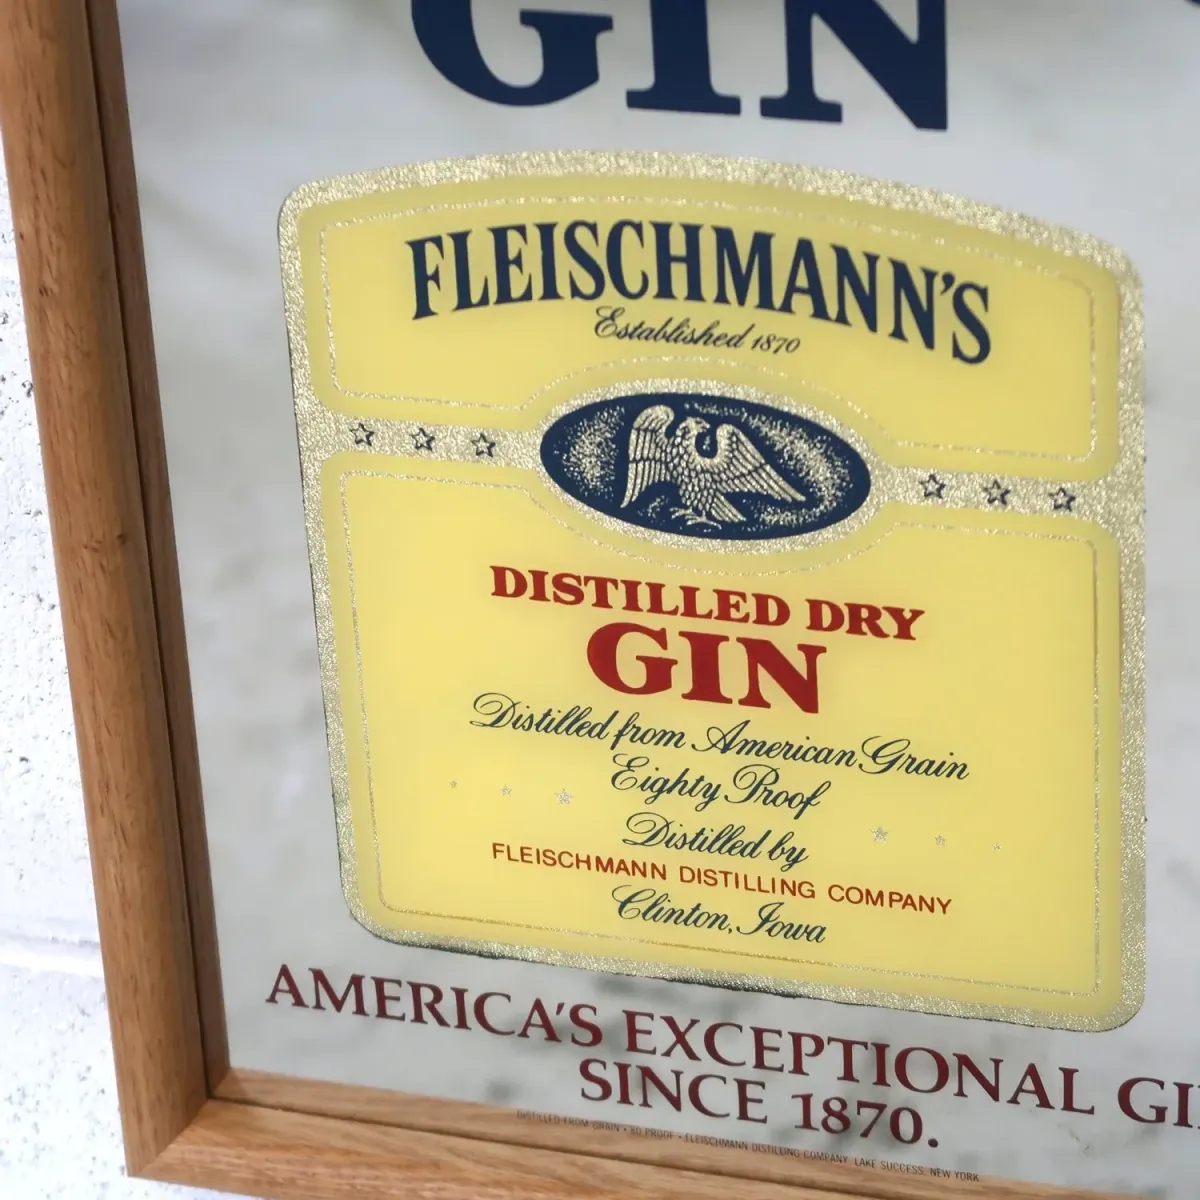 GIN
FLEISCHMANN'S
Established 1870
DISTILLED DRY
GIN
Distilled from American Grain
Eighty Proof
Distilled by
FLEISCHMANN DISTILLING COMPANY
Clinton, Iowa
AMERICA'S EXCEPTIONAL GI
SINCE 1870.
DISTILLED FROM GRAIN • 80 PROOF • FLEISCHMANN DISTILLING COMPANY, LAKE SUCCESS, NEW YORK